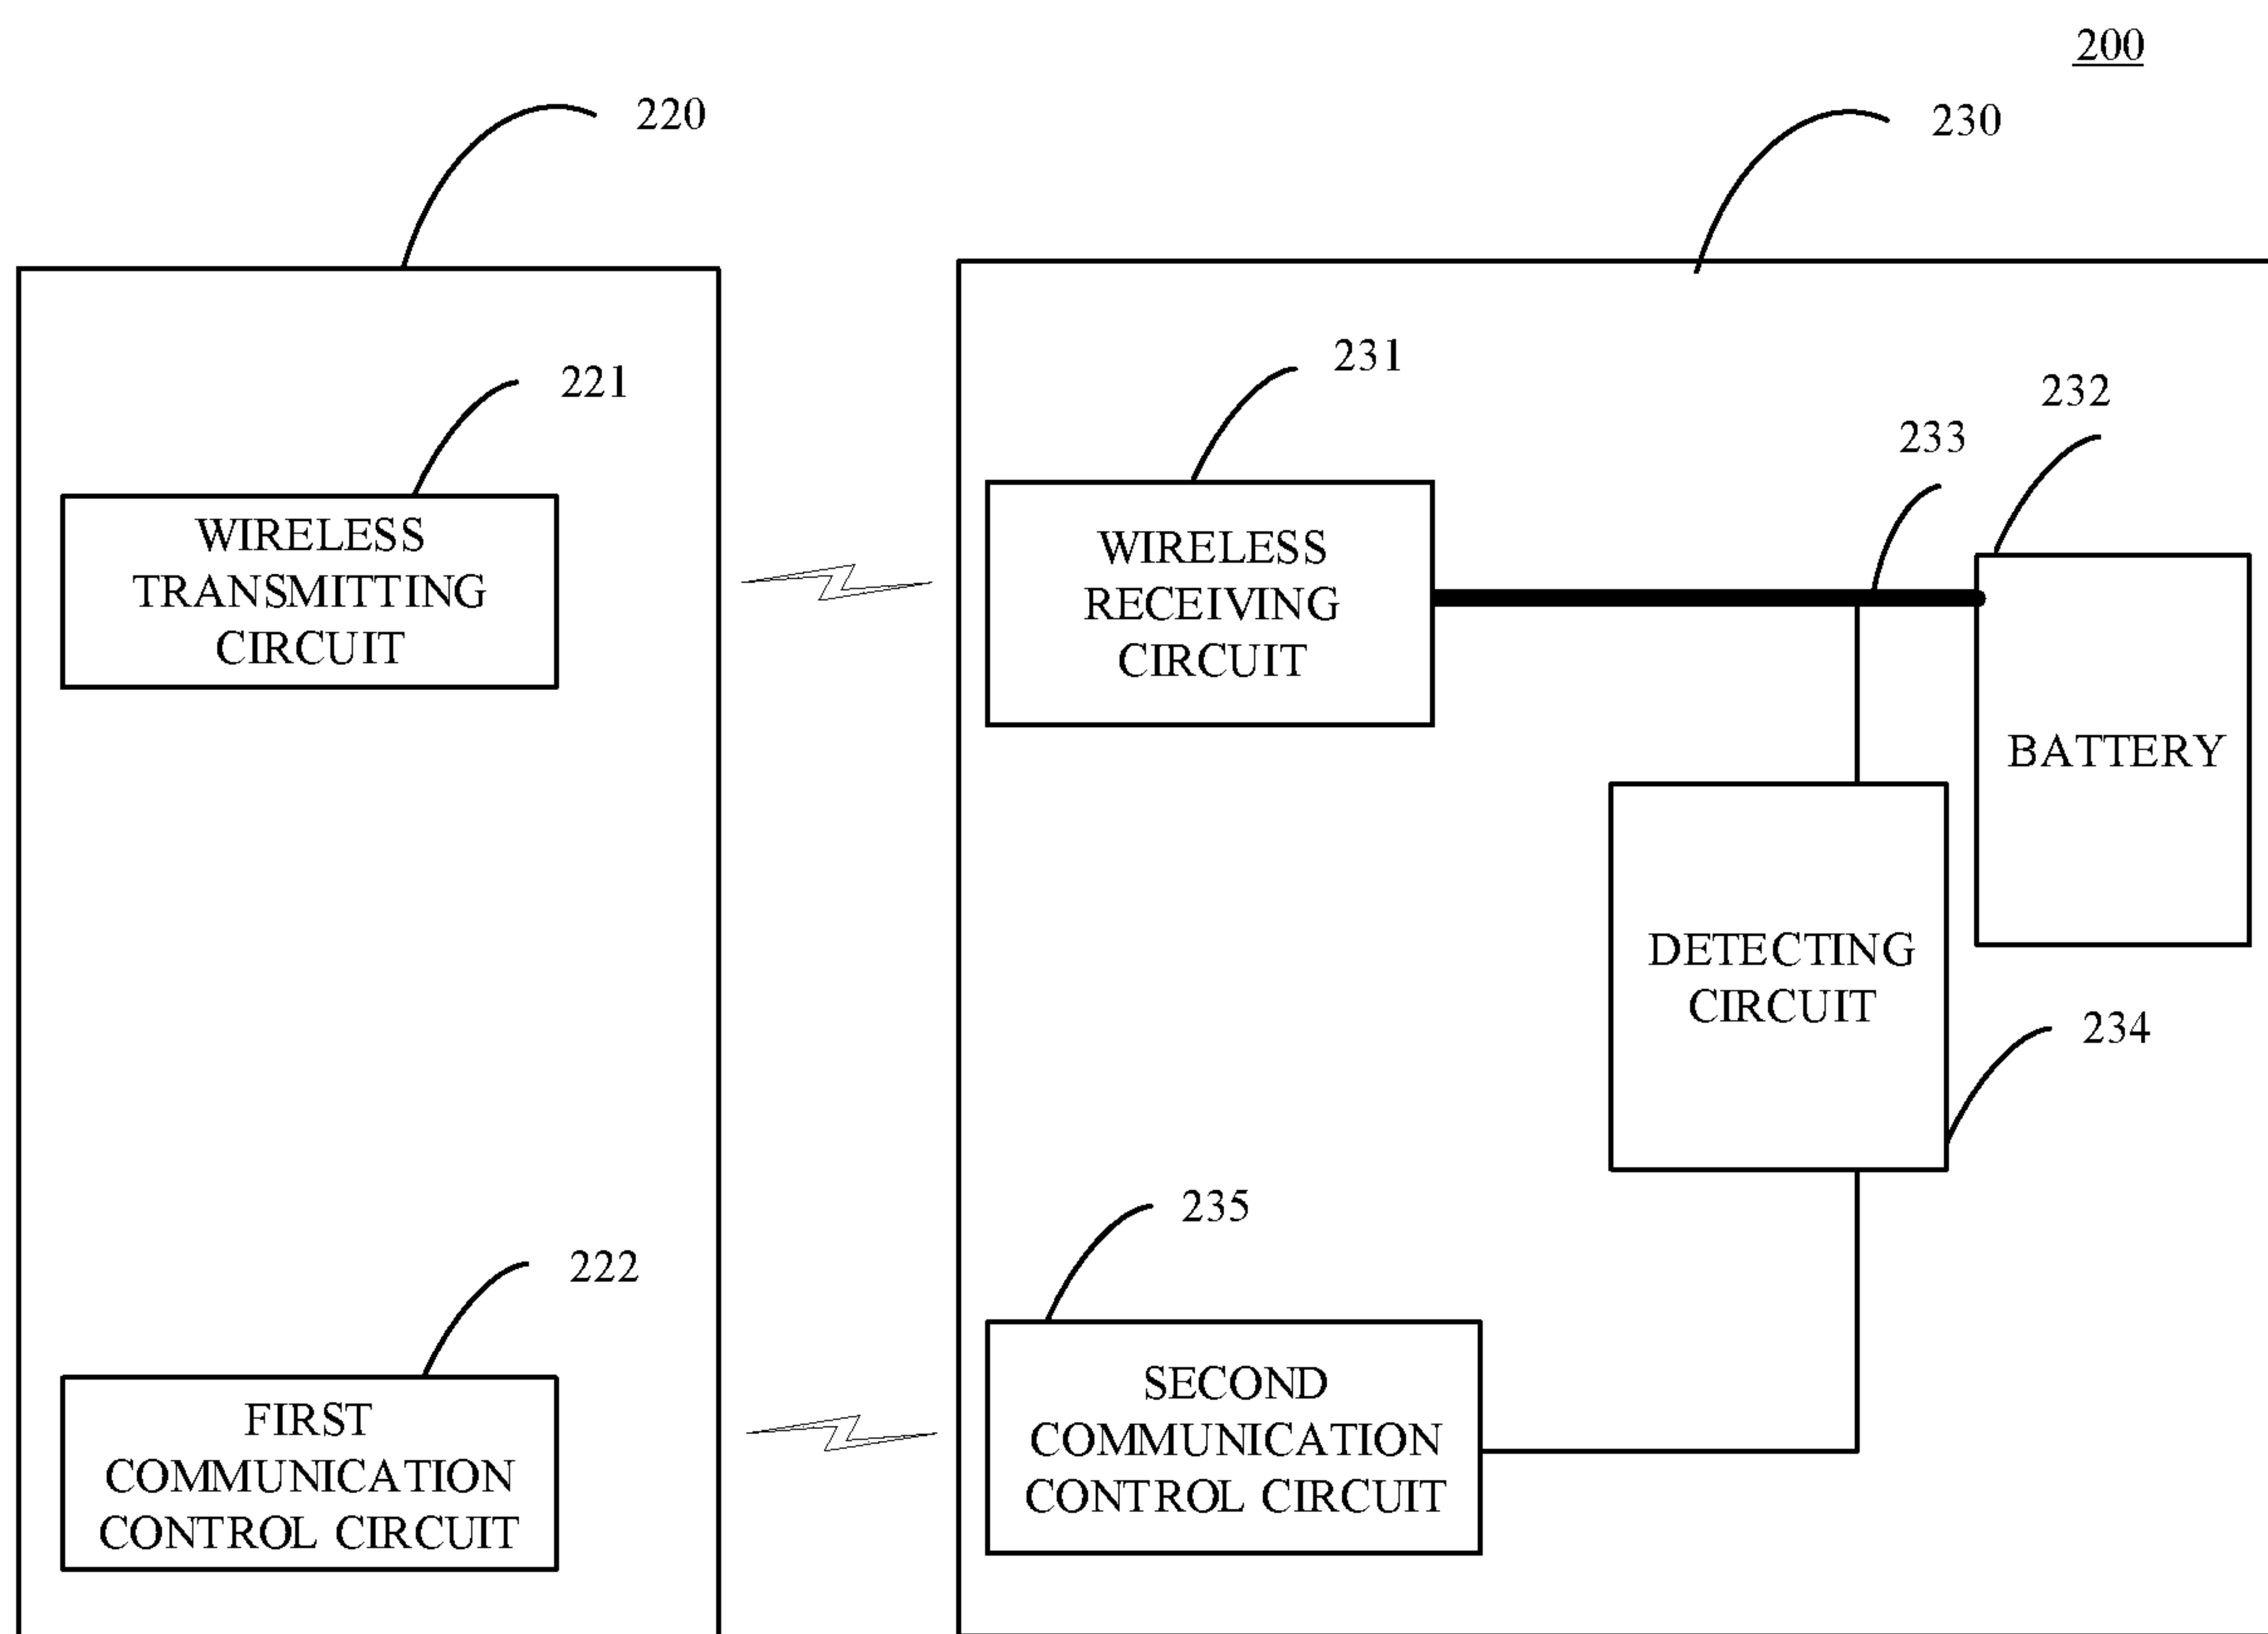 200
220
230
221
231
232
233
WIRELESS
TRANSMITTING
CIRCUIT
WIRELESS
RECEIVING
CIRCUIT
BATTERY
DETECTING
CIRCUIT
234
235
222
SECOND
COMMUNICATION
CONTROL CIRCUIT
FIRST
COMMUNICATION
CONTROL CIRCUIT